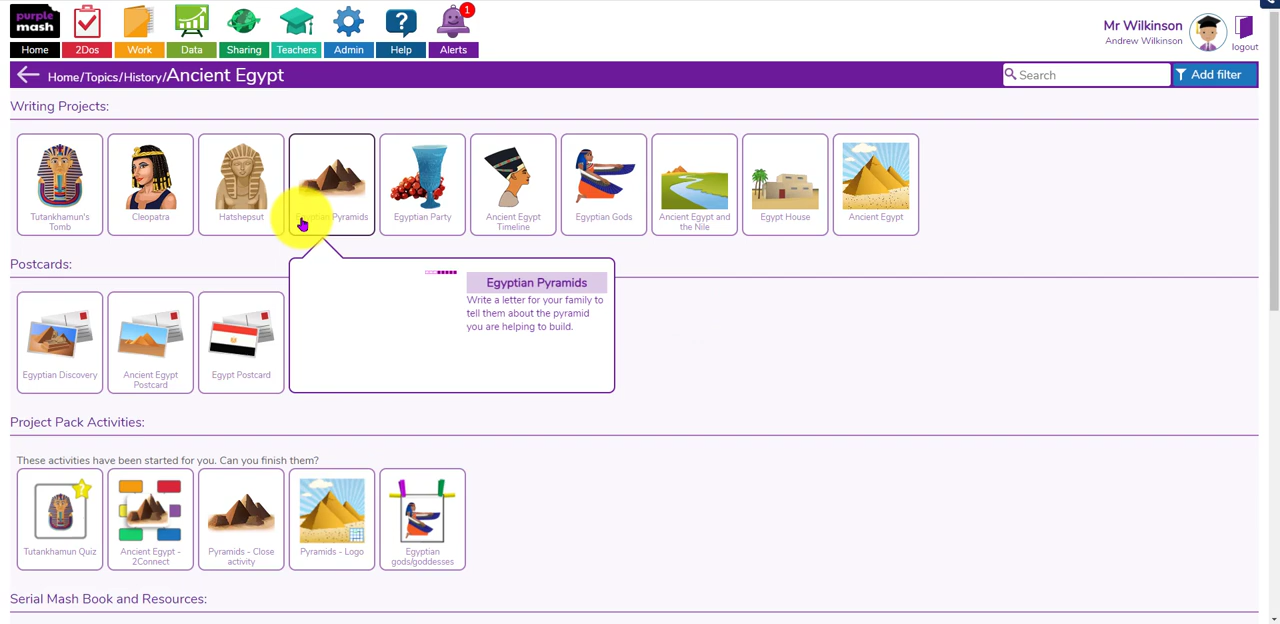 purple
mash
1
Home
2Dos
Work
Data
Sharing
Teachers
Admin
Help
Alerts
Mr Wilkinson
Andrew Wilkinson
logout
Home/Topics/History/Ancient Egypt
Search
Add filter
Writing Projects:
Tutankhamun's
Tomb
Cleopatra
Hatshepsut
Egyptian Pyramids
Egyptian Party
Ancient Egypt
Timeline
Egyptian Gods
Ancient Egypt and
the Nile
Egypt House
Ancient Egypt
Egyptian Pyramids
Write a letter for your family to
tell them about the pyramid
you are helping to build.
Postcards:
Egyptian Discovery
Ancient Egypt
Postcard
Egypt Postcard
Project Pack Activities:
These activities have been started for you. Can you finish them?
Tutankhamun Quiz
Ancient Egypt -
2Connect
Pyramids - Close
activity
Pyramids - Logo
Egyptian
gods/goddesses
Serial Mash Book and Resources: